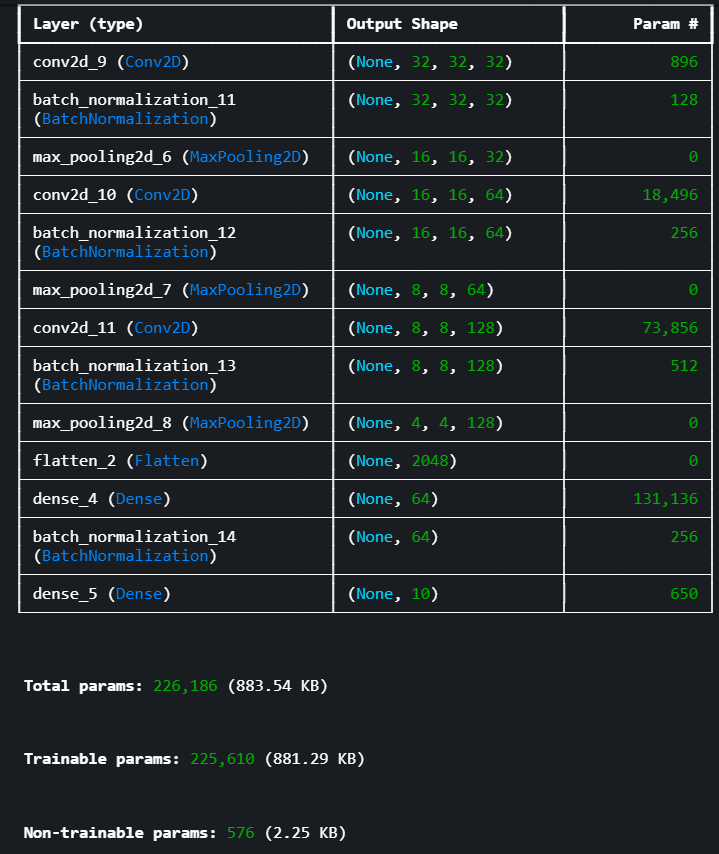 Layer (type) Output Shape Param #
conv2d_9 (Conv2D) (None, 32, 32, 32) 896
batch_normalization_11 (None, 32, 32, 32) 128
(BatchNormalization)
max_pooling2d_6 (MaxPooling2D) (None, 16, 16, 32) 0
conv2d_10 (Conv2D) (None, 16, 16, 64) 18,496
batch_normalization_12 (None, 16, 16, 64) 256
(BatchNormalization)
max_pooling2d_7 (MaxPooling2D) (None, 8, 8, 64) 0
conv2d_11 (Conv2D) (None, 8, 8, 128) 73,856
batch_normalization_13 (None, 8, 8, 128) 512
(BatchNormalization)
max_pooling2d_8 (MaxPooling2D) (None, 4, 4, 128) 0
flatten_2 (Flatten) (None, 2048) 0
dense_4 (Dense) (None, 64) 131,136
batch_normalization_14 (None, 64) 256
(BatchNormalization)
dense_5 (Dense) (None, 10) 650
Total params: 226,186 (883.54 KB)
Trainable params: 225,610 (881.29 KB)
Non-trainable params: 576 (2.25 KB)